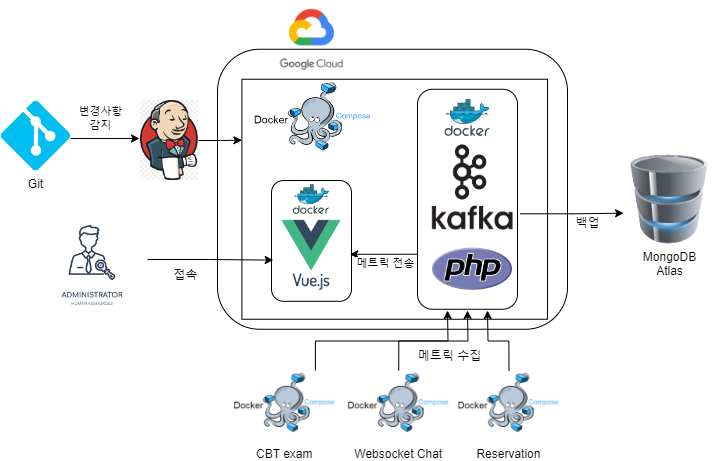 Google Cloud
변경사항
감지
Git
Docker
Compose
docker
kafka
php
docker
Vue.js
메트릭 전송
백업
MongoDB
Atlas
접속
ADMINISTRATOR
HUMAN RESOURCES
메트릭 수집
Docker
Compose
Docker
Compose
Docker
Compose
CBT exam
Websocket Chat
Reservation